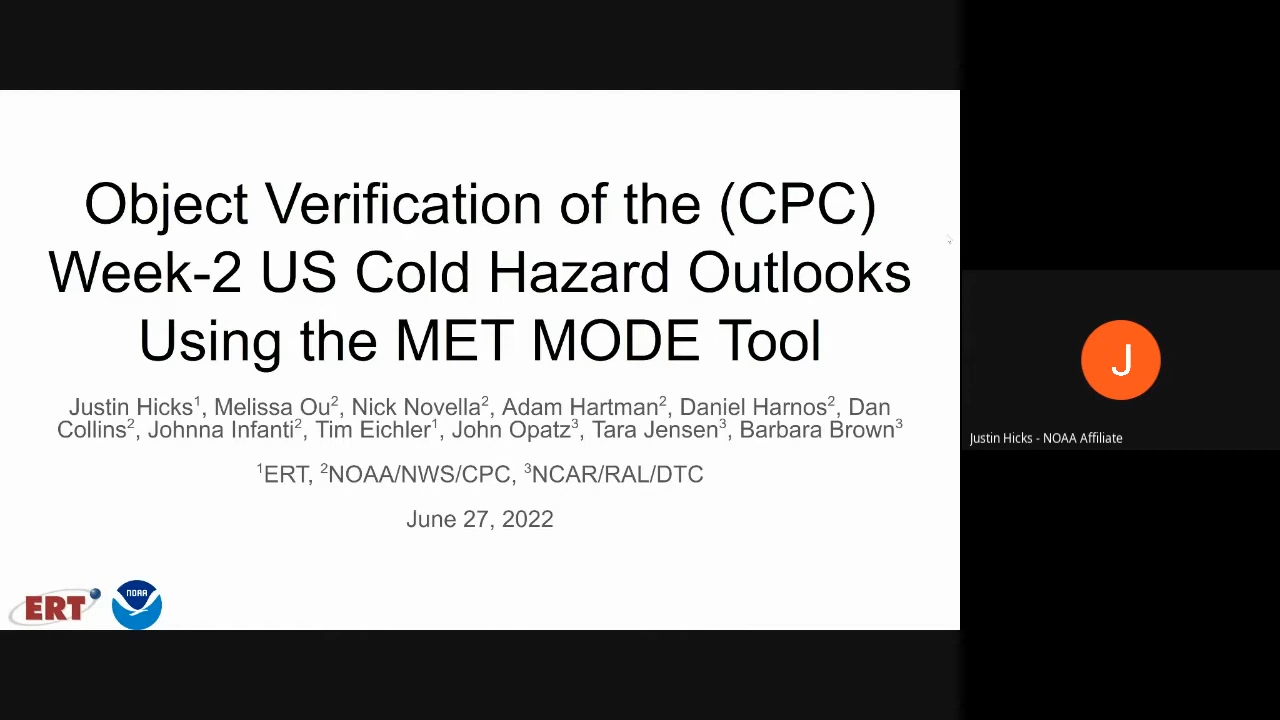 Object Verification of the (CPC)
Week-2 US Cold Hazard Outlooks
Using the MET MODE Tool
Justin Hicks¹, Melissa Ou², Nick Novella², Adam Hartman², Daniel Harnos², Dan
Collins², Johnna Infanti², Tim Eichler¹, John Opatz³, Tara Jensen³, Barbara Brown³
¹ERT, ²NOAA/NWS/CPC, ³NCAR/RAL/DTC
June 27, 2022
ERT
NOAA
J
Justin Hicks - NOAA Affiliate